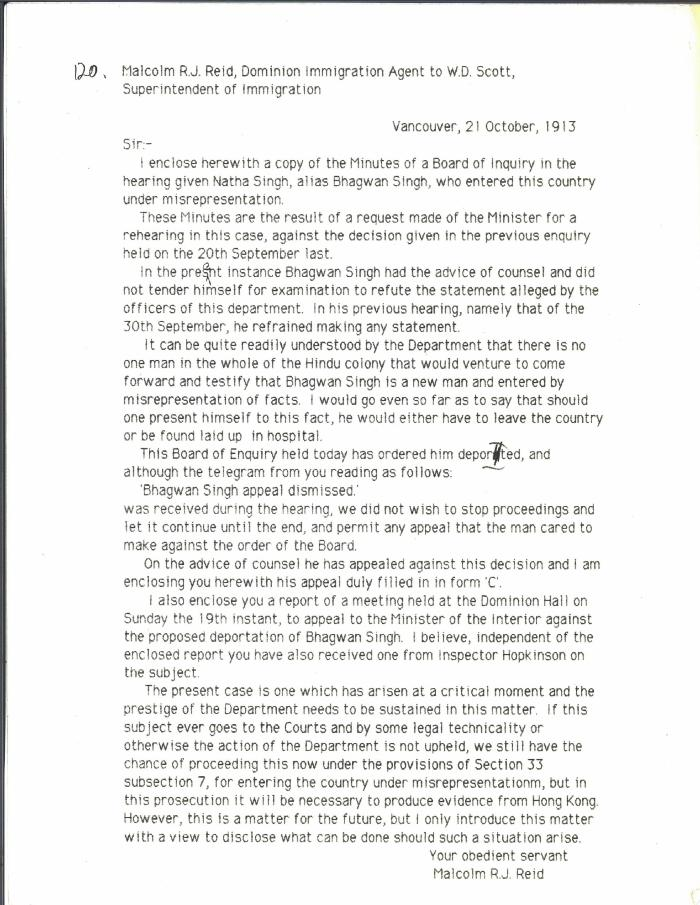 120. Malcolm R.J. Reid, Dominion Immigration Agent to W.D. Scott,
Superintendent of Immigration
Vancouver, 21 October, 1913
Sir:-
I enclose herewith a copy of the Minutes of a Board of Inquiry in the
hearing given Natha Singh, alias Bhagwan Singh, who entered this country
under misrepresentation.
These Minutes are the result of a request made of the Minister for a
rehearing in this case, against the decision given in the previous enquiry
held on the 20th September last.
In the present instance Bhagwan Singh had the advice of counsel and did
not tender himself for examination to refute the statement alleged by the
officers of this department. In his previous hearing, namely that of the
30th September, he refrained making any statement.
It can be quite readily understood by the Department that there is no
one man in the whole of the Hindu colony that would venture to come
forward and testify that Bhagwan Singh is a new man and entered by
misrepresentation of facts. I would go even so far as to say that should
one present himself to this fact, he would either have to leave the country
or be found laid up in hospital.
This Board of Enquiry held today has ordered him deported, and
although the telegram from you reading as follows:
'Bhagwan Singh appeal dismissed.'
was received during the hearing, we did not wish to stop proceedings and
let it continue until the end, and permit any appeal that the man cared to
make against the order of the Board.
On the advice of counsel he has appealed against this decision and I am
enclosing you herewith his appeal duly filled in in form 'C'.
I also enclose you a report of a meeting held at the Dominion Hall on
Sunday the 19th instant, to appeal to the Minister of the Interior against
the proposed deportation of Bhagwan Singh. I believe, independent of the
enclosed report you have also received one from Inspector Hopkinson on
the subject.
The present case is one which has arisen at a critical moment and the
prestige of the Department needs to be sustained in this matter. If this
subject ever goes to the Courts and by some legal technicality or
otherwise the action of the Department is not upheld, we still have the
chance of proceeding this now under the provisions of Section 33
subsection 7, for entering the country under misrepresentationm, but in
this prosecution it will be necessary to produce evidence from Hong Kong.
However, this is a matter for the future, but I only introduce this matter
with a view to disclose what can be done should such a situation arise.
Your obedient servant
Malcolm R.J. Reid